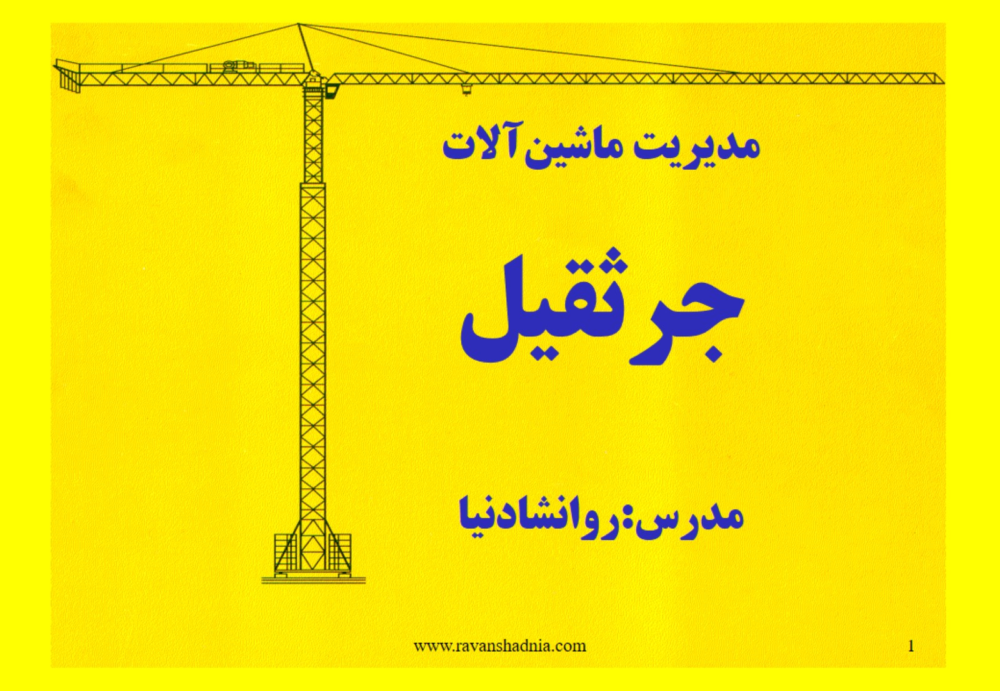 مدیریت ماشین‌آلات
جرثقیل
مدرس:روانشادنیا
www.ravanshadnia.com
1